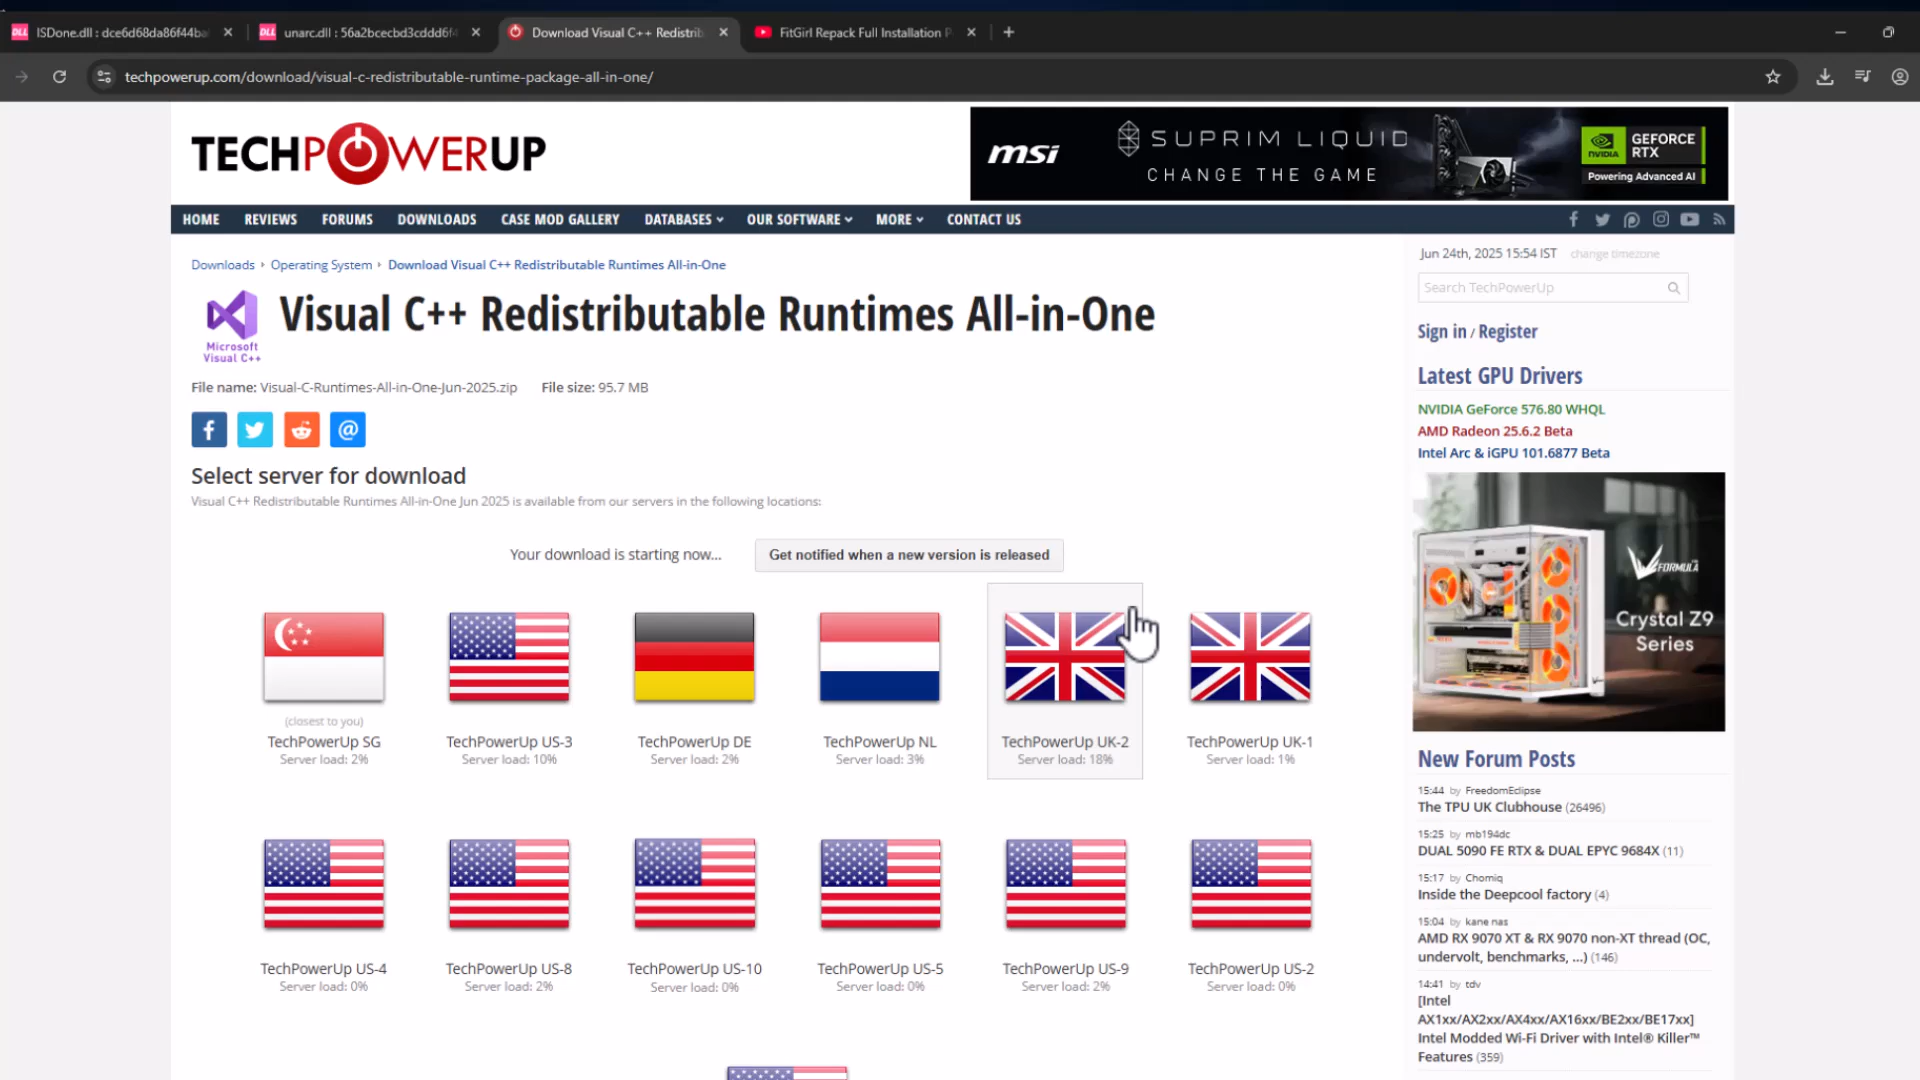 ISDone.dll : dce6d68da86f44ba
unarc.dll : 56a2bcecbd3cddd6f
Download Visual C++ Redistrib
FitGirl Repack Full Installation P
techpowerup.com/download/visual-c-redistributable-runtime-package-all-in-one/
TECHPOWERUP
msi
SUPRIM LIQUID
CHANGE THE GAME
NVIDIA
GEFORCE
RTX
Powering Advanced AI
HOME REVIEWS FORUMS DOWNLOADS CASE MOD GALLERY DATABASES OUR SOFTWARE MORE CONTACT US
Downloads Operating System Download Visual C++ Redistributable Runtimes All-in-One
Microsoft
Visual C++
Visual C++ Redistributable Runtimes All-in-One
File name: Visual-C-Runtimes-All-in-One-Jun-2025.zip File size: 95.7 MB
Select server for download
Visual C++ Redistributable Runtimes All-in-One Jun 2025 is available from our servers in the following locations:
Your download is starting now...
Get notified when a new version is released
(closest to you)
TechPowerUp SG
Server load: 2%
TechPowerUp US-3
Server load: 10%
TechPowerUp DE
Server load: 2%
TechPowerUp NL
Server load: 3%
TechPowerUp UK-2
Server load: 18%
TechPowerUp UK-1
Server load: 1%
TechPowerUp US-4
Server load: 0%
TechPowerUp US-8
Server load: 2%
TechPowerUp US-10
Server load: 0%
TechPowerUp US-5
Server load: 0%
TechPowerUp US-9
Server load: 2%
TechPowerUp US-2
Server load: 0%
Jun 24th, 2025 15:54 IST change timezone
Search TechPowerUp
Sign in / Register
Latest GPU Drivers
NVIDIA GeForce 576.80 WHQL
AMD Radeon 25.6.2 Beta
Intel Arc & iGPU 101.6877 Beta
FORMULA
Crystal Z9
Series
New Forum Posts
15:44 by FreedomEclipse
The TPU UK Clubhouse (26496)
15:25 by mb194dc
DUAL 5090 FE RTX & DUAL EPYC 9684X (11)
15:17 by Chomiq
Inside the Deepcool factory (4)
15:04 by kane nas
AMD RX 9070 XT & RX 9070 non-XT thread (OC,
undervolt, benchmarks, ...) (146)
14:41 by tdv
[Intel
AX1xx/AX2xx/AX4xx/AX16xx/BE2xx/BE17xx]
Intel Modded Wi-Fi Driver with Intel® Killer™
Features (359)